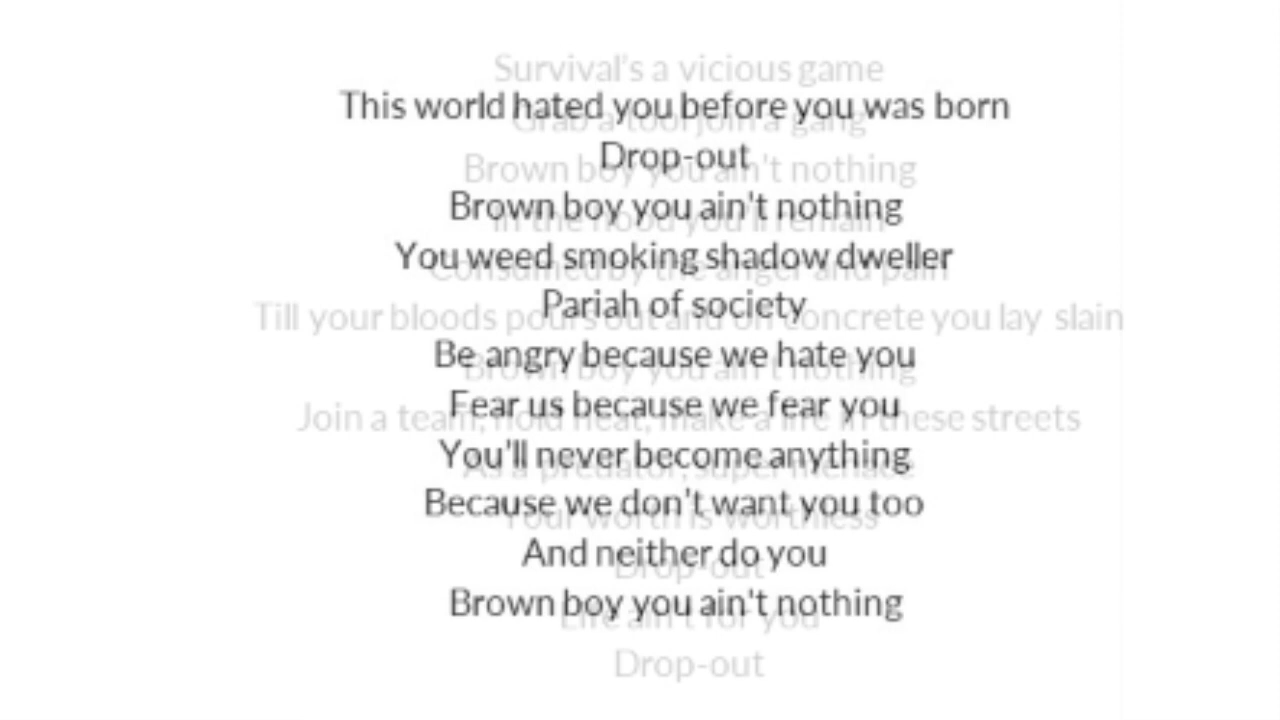 Survival's a vicious game
This world hated you before you was born
Grab a tool join a gang
Drop-out
Brown boy you ain't nothing
Brown boy you ain't nothing
In the hood you'll remain
You weed smoking shadow dweller
Consumed by the anger and pain
Pariah of society
Till your bloods pours out and on concrete you lay slain
Be angry because we hate you
Brown boy you ain't nothing
Fear us because we fear you
Join a team, hold heat, make a life in these streets
You'll never become anything
As a predator, super menace
Because we don't want you too
Your worth is worthless
And neither do you
Drop-out
Brown boy you ain't nothing
Life ain't for you
Drop-out